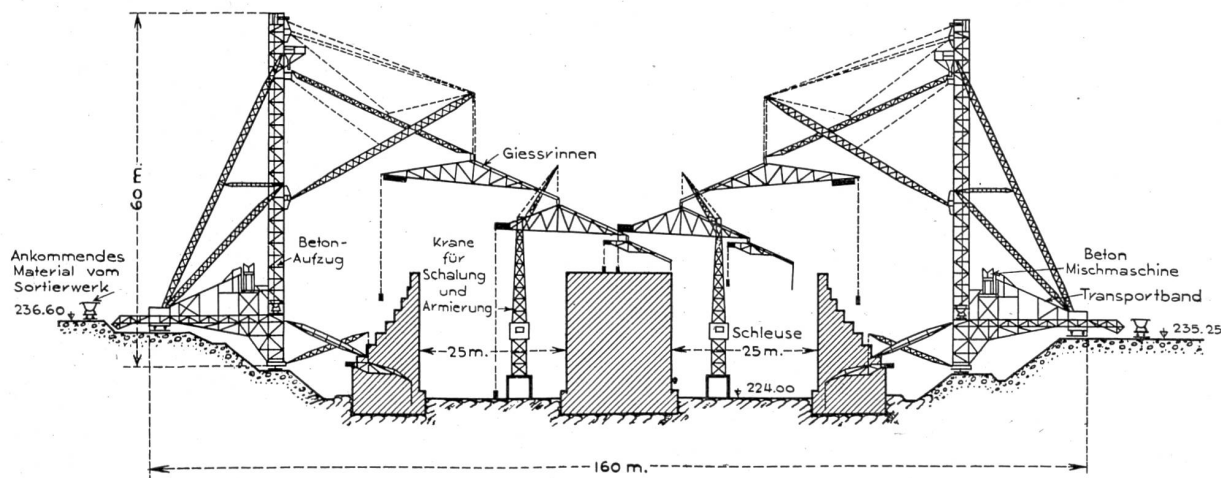 Giessrinnen
60 m.
Beton-
Aufzug
Krane
für
Schalung
und
Armierung
Ankommendes
Material vom
Sortierwerk
236.60
Beton
Mischmaschine
Transportband
235.25
Schleuse
25 m.
25 m.
224.00
160 m.